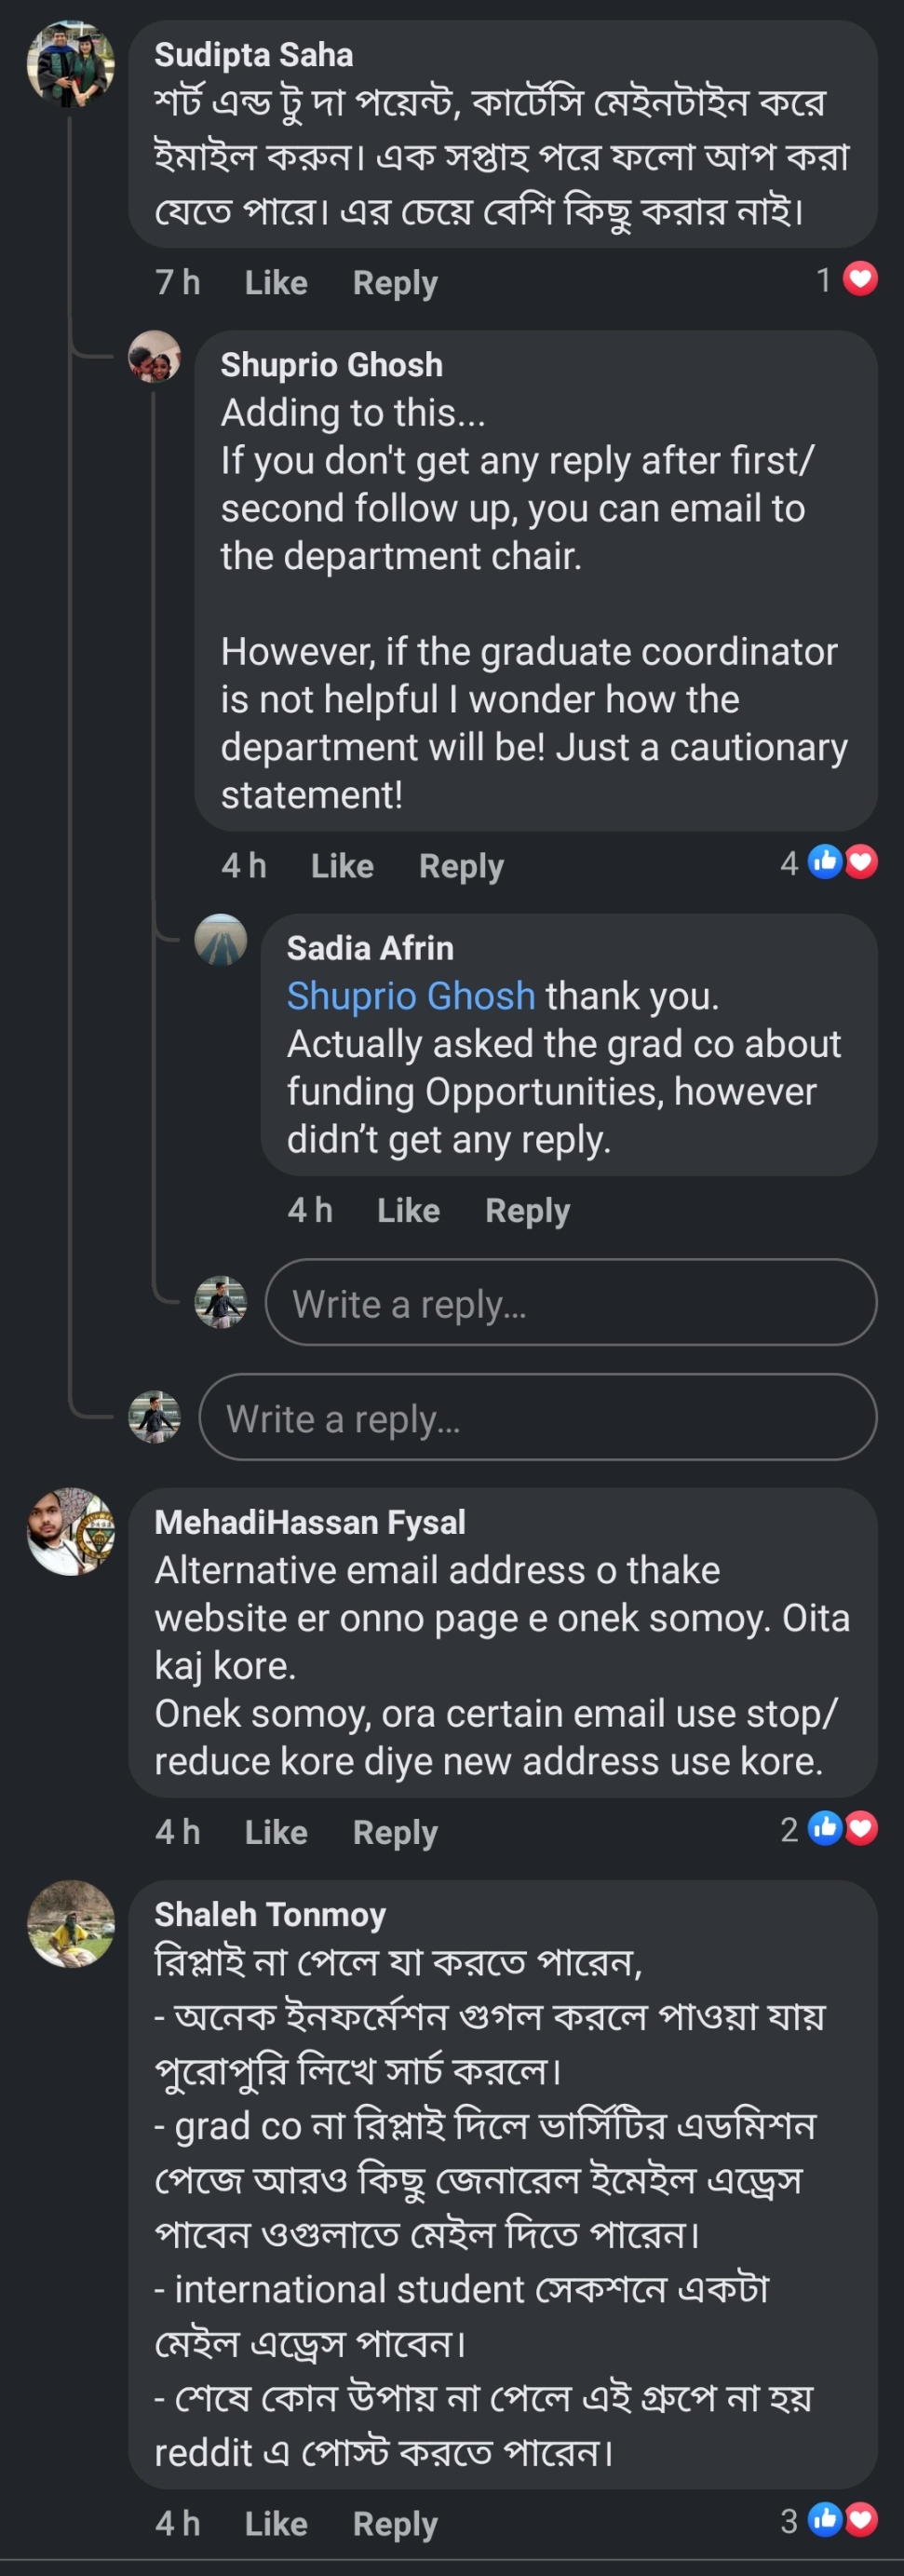 Sudipta Saha
শর্ট এন্ড টু দা পয়েন্ট, কার্টেসি মেইনটাইন করে
ইমাইল করুন। এক সপ্তাহ পরে ফলো আপ করা
যেতে পারে। এর চেয়ে বেশি কিছু করার নাই।
7 h Like Reply 1
Shuprio Ghosh
Adding to this...
If you don't get any reply after first/
second follow up, you can email to
the department chair.
However, if the graduate coordinator
is not helpful I wonder how the
department will be! Just a cautionary
statement!
4 h Like Reply 4
Sadia Afrin
Shuprio Ghosh thank you.
Actually asked the grad co about
funding Opportunities, however
didn’t get any reply.
4 h Like Reply
Write a reply...
Write a reply...
MehadiHassan Fysal
Alternative email address o thake
website er onno page e onek somoy. Oita
kaj kore.
Onek somoy, ora certain email use stop/
reduce kore diye new address use kore.
4 h Like Reply 2
Shaleh Tonmoy
রিপ্লাই না পেলে যা করতে পারেন,
- অনেক ইনফর্মেশন গুগল করলে পাওয়া যায়
পুরোপুরি লিখে সার্চ করলে।
- grad co না রিপ্লাই দিলে ভার্সিটির এডমিশন
পেজে আরও কিছু জেনারেল ইমেইল এড্রেস
পাবেন ওগুলাতে মেইল দিতে পারেন।
- international student সেকশনে একটা
মেইল এড্রেস পাবেন।
- শেষে কোন উপায় না পেলে এই গ্রুপে না হয়
reddit এ পোস্ট করতে পারেন।
4 h Like Reply 3